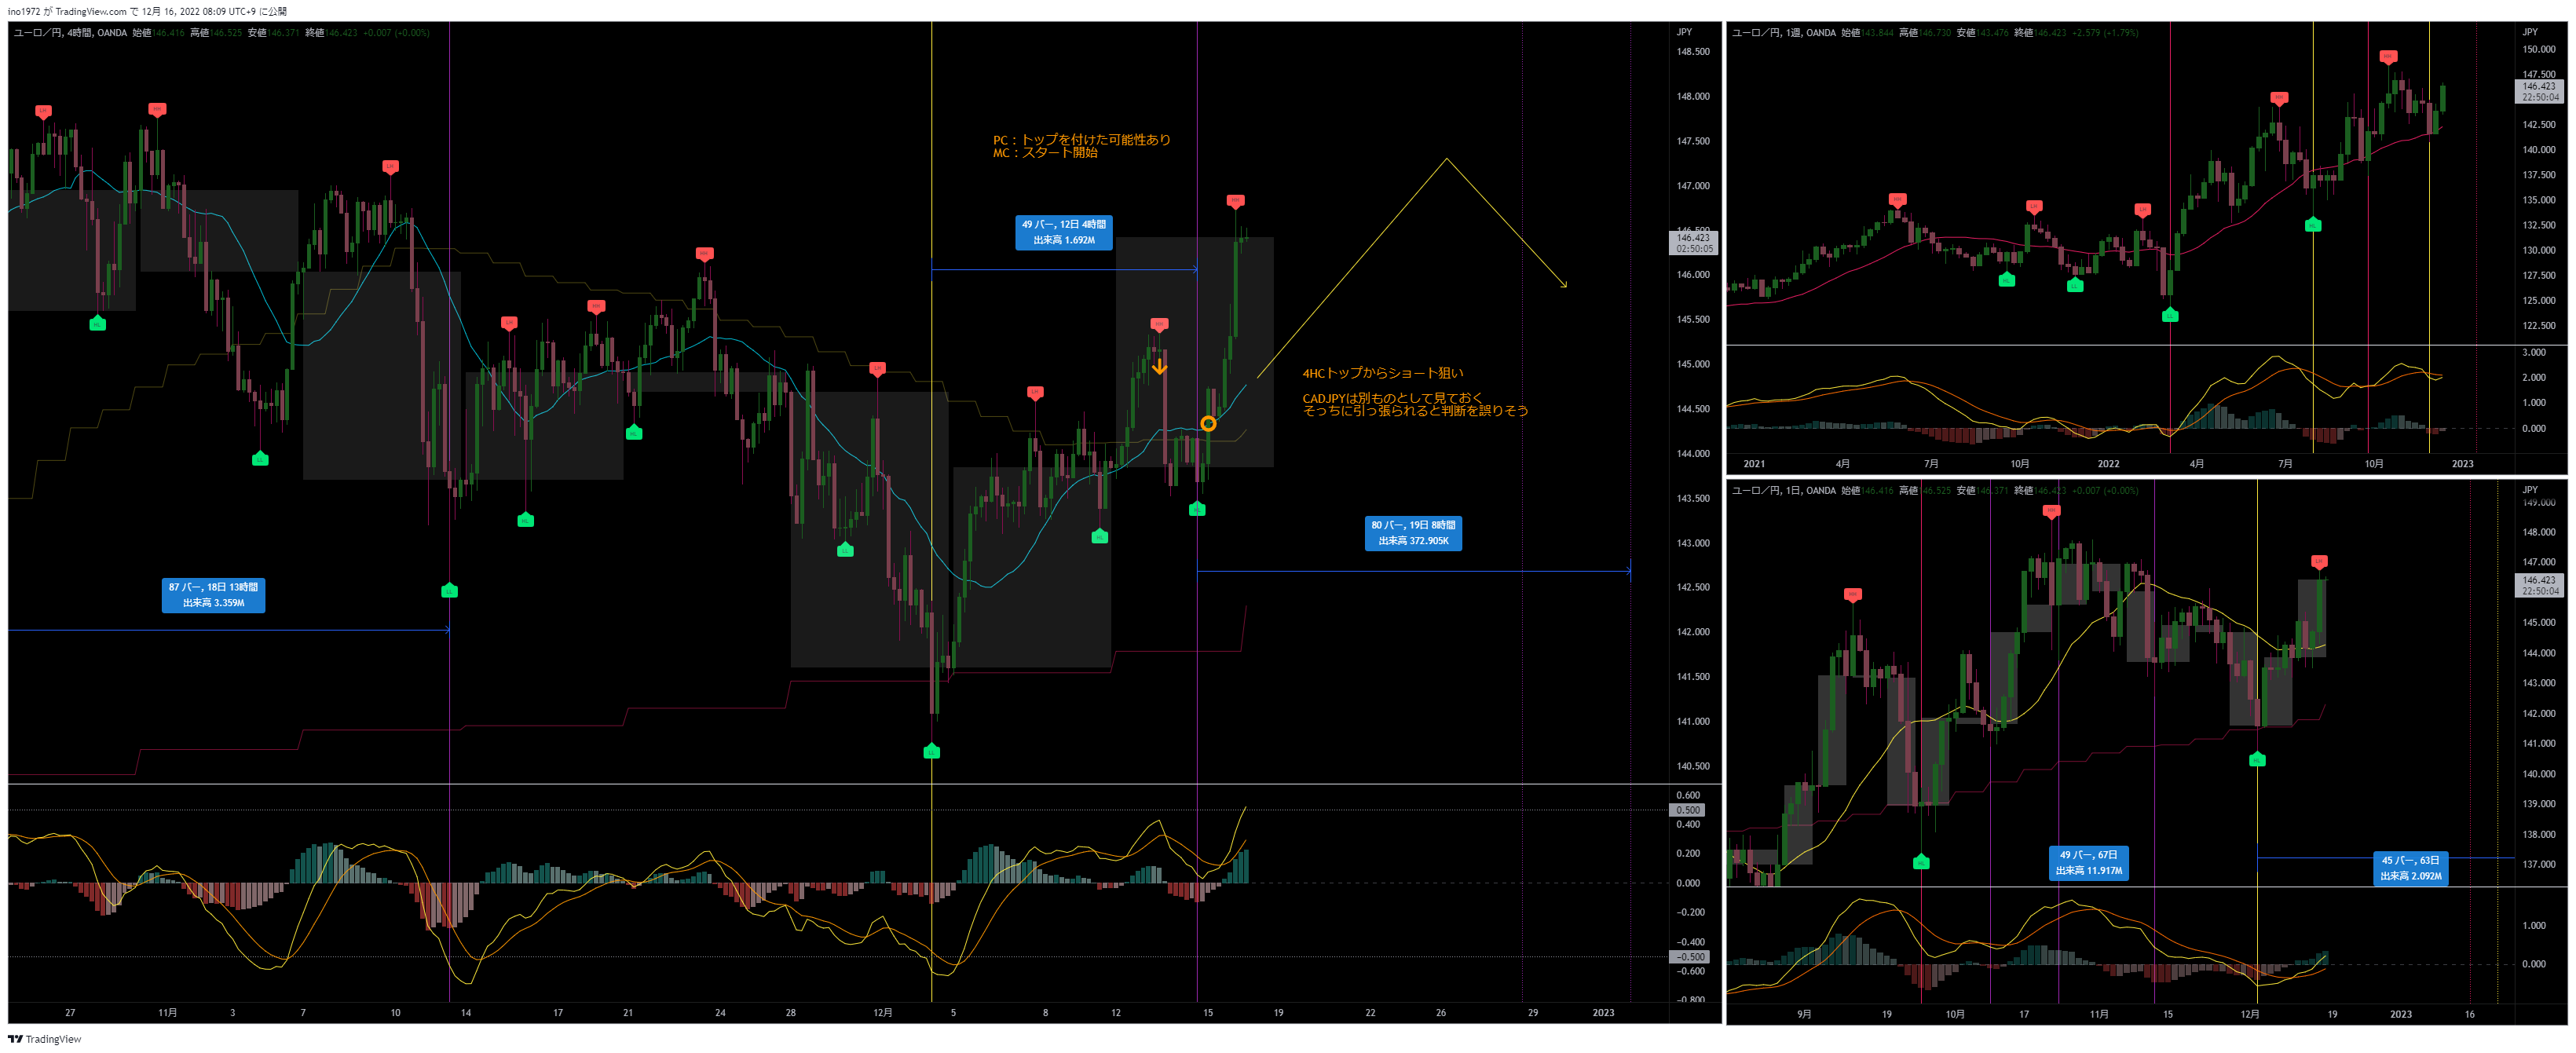 ino1972 が TradingView.com で 12月 16, 2022 08:09 UTC+9 に公開
ユーロ／円, 4時間, OANDA 始値146.416 高値146.525 安値146.371 終値146.423 +0.007 (+0.00%)
JPY
148.500
148.000
147.500
147.000
146.423
02:50:05
146.000
145.500
145.000
144.500
144.000
143.500
143.000
142.500
142.000
141.500
141.000
140.500
PC：トップを付けた可能性あり
MC：スタート開始
49 バー, 12日 4時間
出来高 1.692M
4HCトップからショート狙い
CADJPYは別ものとして見ておく
そっちに引っ張られると判断を誤りそう
80 バー, 19日 8時間
出来高 372.905K
87 バー, 18日 13時間
出来高 3.359M
0.600
0.500
0.400
0.200
0.000
−0.200
−0.400
−0.500
−0.600
−0.800
27 11月 3 7 10 14 17 21 24 28 12月 5 8 12 15 19 22 26 29 2023
ユーロ／円, 1週, OANDA 始値143.844 高値146.730 安値143.476 終値146.423 +2.579 (+1.79%)
JPY
150.000
147.500
146.423
22:50:04
142.500
140.000
137.500
135.000
132.500
130.000
127.500
125.000
122.500
3.000
2.000
1.000
0.000
2021 4月 7月 10月 2022 4月 7月 10月 2023
ユーロ／円, 1日, OANDA 始値146.416 高値146.525 安値146.371 終値146.423 +0.007 (+0.00%)
JPY
149.000
148.000
147.000
146.423
22:50:04
145.000
144.000
143.000
142.000
141.000
140.000
139.000
138.000
137.000
49 バー, 67日
出来高 11.917M
45 バー, 63日
出来高 2.092M
1.000
0.000
9月 19 10月 17 11月 15 12月 19 2023 16
TradingView